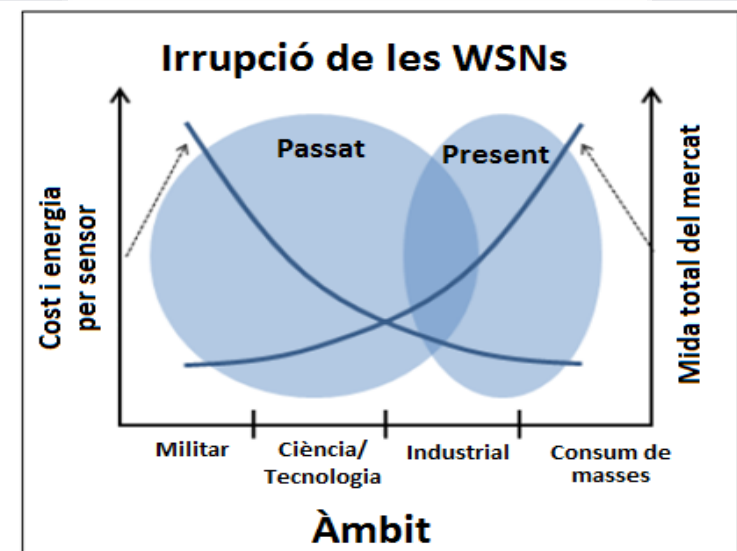 Irrupció de les WSNs
Passat
Present
Cost i energia
per sensor
Mida total del mercat
Militar
Ciència/
Tecnologia
Industrial
Consum de
masses
Àmbit